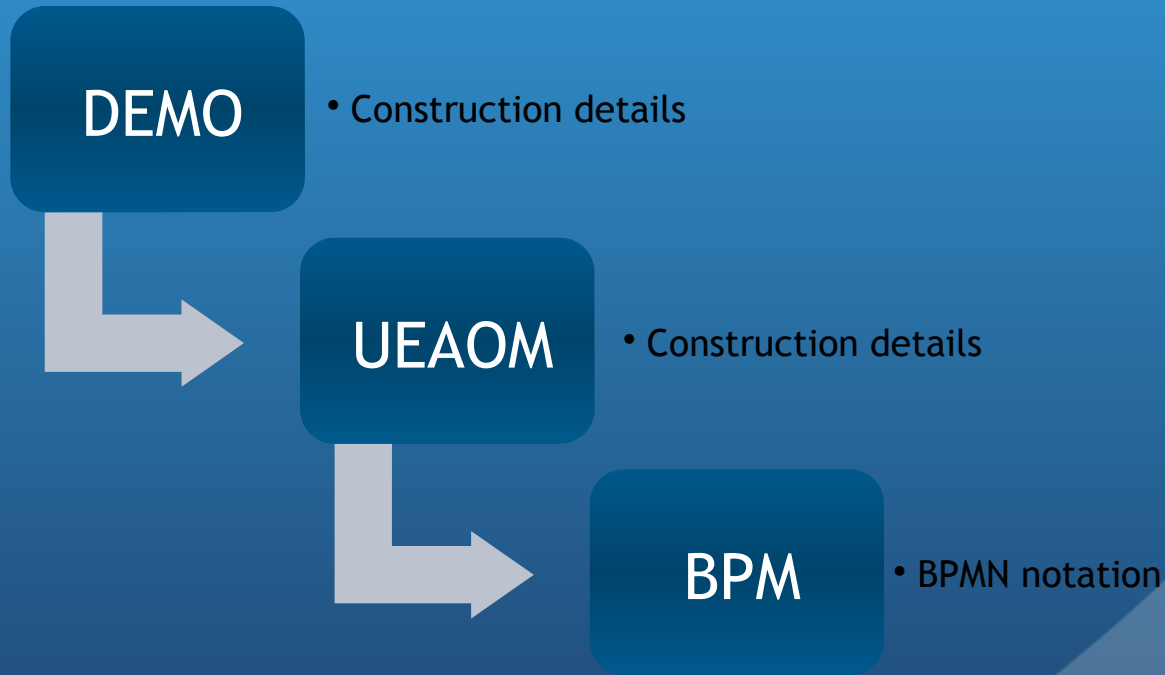 DEMO
• Construction details
UEAOM
• Construction details
BPM
• BPMN notation